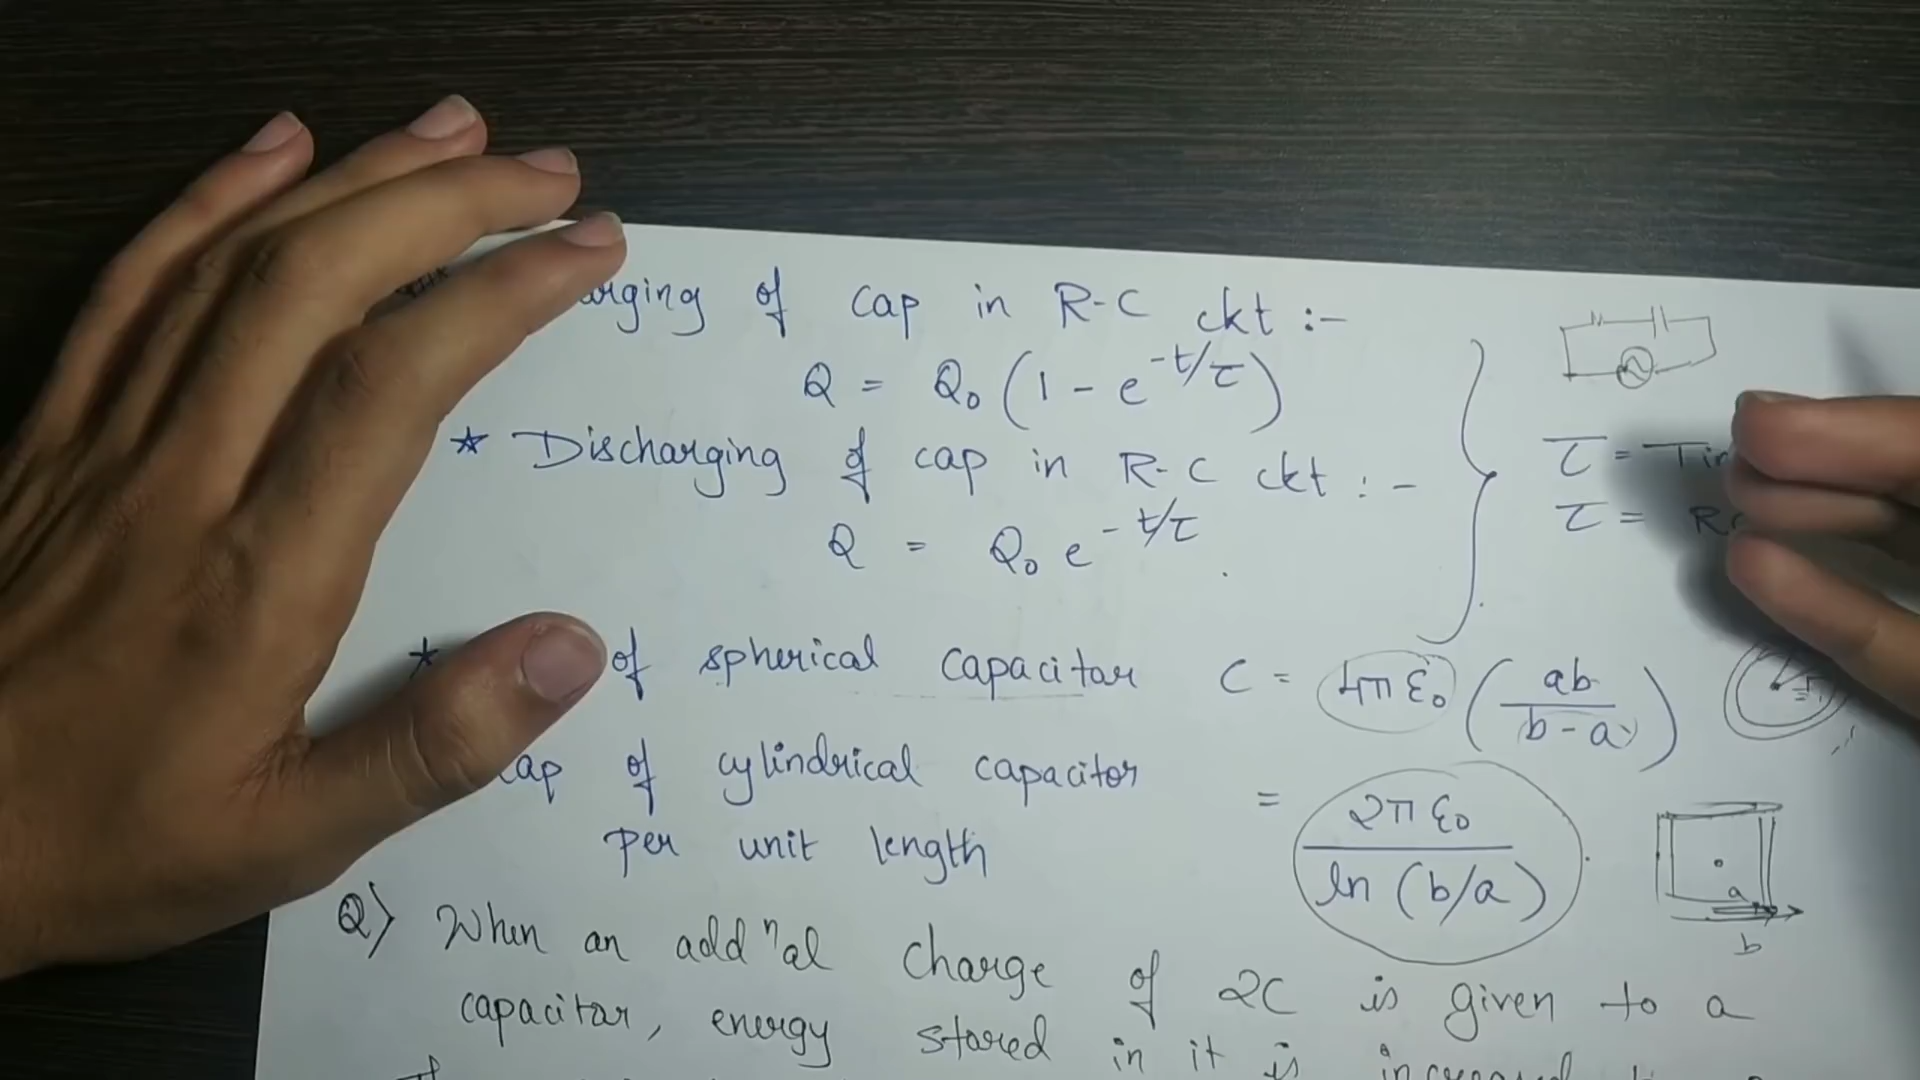 arging of cap in R-C ckt :-
Q = Q₀ (1 - e^(-t/τ))
★ Discharging of cap in R-C ckt :-
Q = Q₀ e^(-t/τ)
τ =
τ =
★ of spherical capacitor C = 4πε₀ (ab / (b - a))
cap of cylindrical capacitor = 2πε₀ / ln (b/a)
per unit length
a
b
Q) When an addⁿal charge of 2C is given to a
capacitor, energy stored in it is